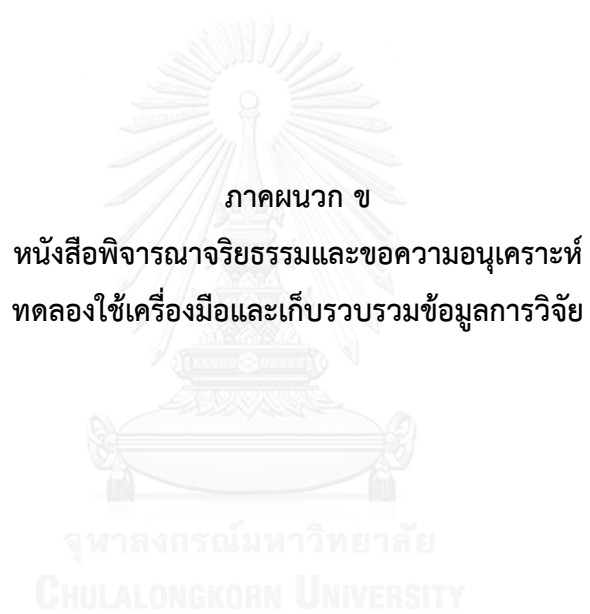 ภาคผนวก ข
หนังสือพิจารณาจริยธรรมและขอความอนุเคราะห์
ทดลองใช้เครื่องมือและเก็บรวบรวมข้อมูลการวิจัย
จุฬาลงกรณ์มหาวิทยาลัย
CHULALONGKORN UNIVERSITY